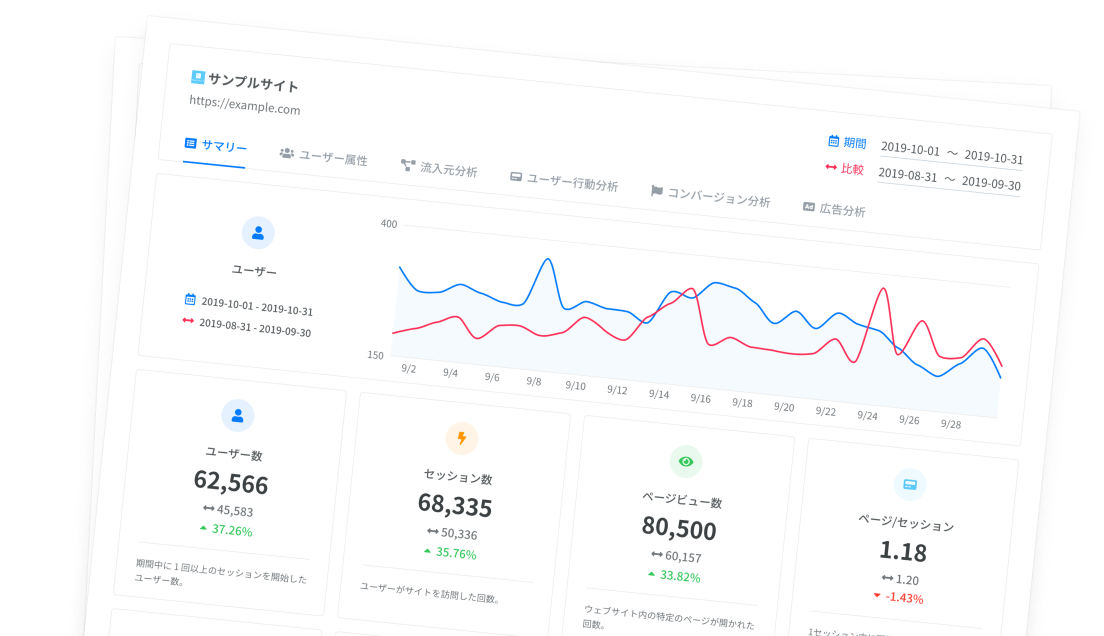 サンプルサイト
https://example.com
期間 2019-10-01 ～ 2019-10-31
比較 2019-08-31 ～ 2019-09-30
サマリー
ユーザー属性
流入元分析
ユーザー行動分析
コンバージョン分析
広告分析
ユーザー
2019-10-01 - 2019-10-31
2019-08-31 - 2019-09-30
400
150
9/2 9/4 9/6 9/8 9/10 9/12 9/14 9/16 9/18 9/20 9/22 9/24 9/26 9/28
ユーザー数
62,566
45,583
37.26%
期間中に１回以上のセッションを開始した
ユーザー数。
セッション数
68,335
50,336
35.76%
ユーザーがサイトを訪問した回数。
ページビュー数
80,500
60,157
33.82%
ウェブサイト内の特定のページが開かれた
回数。
ページ/セッション
1.18
1.20
-1.43%